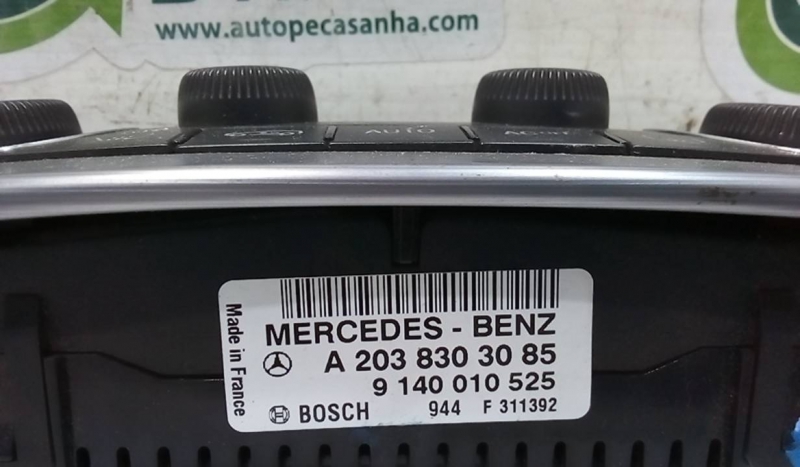 www.autopecasanha.com
AUTO
Made in France
MERCEDES - BENZ
A 203 830 30 85
9 140 010 525
BOSCH 944 F 311392